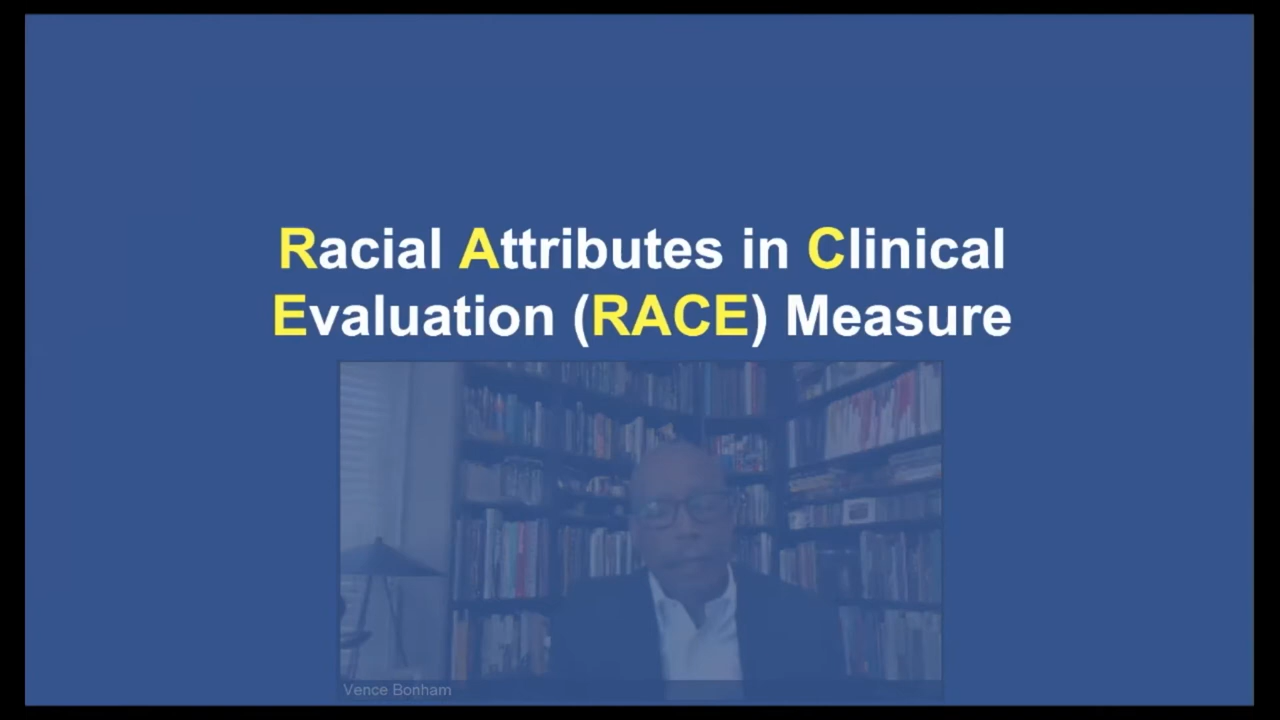 Racial Attributes in Clinical
Evaluation (RACE) Measure
Vence Bonham